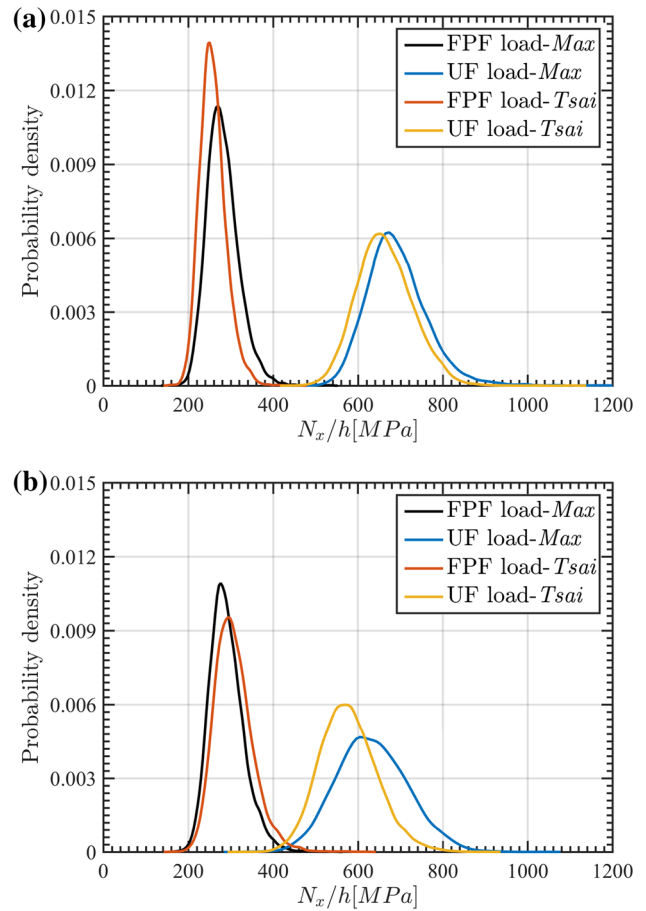 (a)
0.015
0.012
0.009
0.006
0.003
0
Probability density
FPF load-Max
UF load-Max
FPF load-Tsai
UF load-Tsai
0 200 400 600 800 1000 1200
N_x/h[MPa]
(b)
0.015
0.012
0.009
0.006
0.003
0
Probability density
FPF load-Max
UF load-Max
FPF load-Tsai
UF load-Tsai
0 200 400 600 800 1000 1200
N_x/h[MPa]